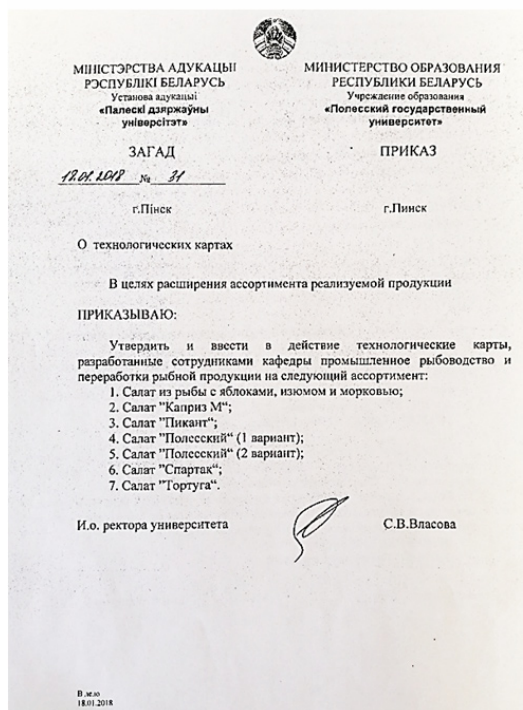 МІНІСТЭРСТВА АДУКАЦЫІ
РЭСПУБЛІКІ БЕЛАРУСЬ
Установа адукацыі
«Палескі дзяржаўны
універсітэт»
ЗАГАД
18.01.2018 № 31
г.Пінск
МИНИСТЕРСТВО ОБРАЗОВАНИЯ
РЕСПУБЛИКИ БЕЛАРУСЬ
Учреждение образования
«Полесский государственный
университет»
ПРИКАЗ
г.Пинск
О технологических картах
В целях расширения ассортимента реализуемой продукции
ПРИКАЗЫВАЮ:
Утвердить и ввести в действие технологические карты,
разработанные сотрудниками кафедры промышленное рыбоводство и
переработки рыбной продукции на следующий ассортимент:
1. Салат из рыбы с яблоками, изюмом и морковью;
2. Салат "Каприз М“;
3. Салат "Пикант“;
4. Салат "Полесский“ (1 вариант);
5. Салат "Полесский“ (2 вариант);
6. Салат "Спартак“;
7. Салат "Тортуга“.
И.о. ректора университета С.В.Власова
В дело
18.01.2018